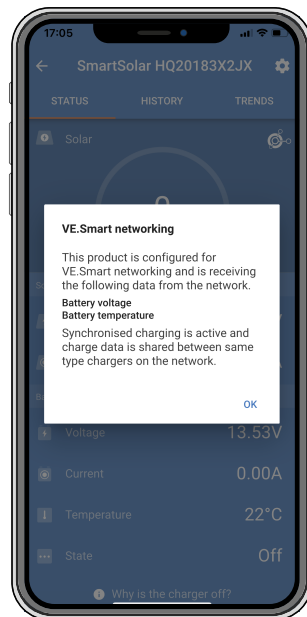 17:05
SmartSolar HQ20183X2JX
STATUS HISTORY TRENDS
Solar
VE.Smart networking
This product is configured for
VE.Smart networking and is receiving
the following data from the network.
Battery voltage
Battery temperature
Synchronised charging is active and
charge data is shared between same
type chargers on the network.
OK
Voltage 13.53V
Current 0.00A
Temperature 22°C
State Off
Why is the charger off?